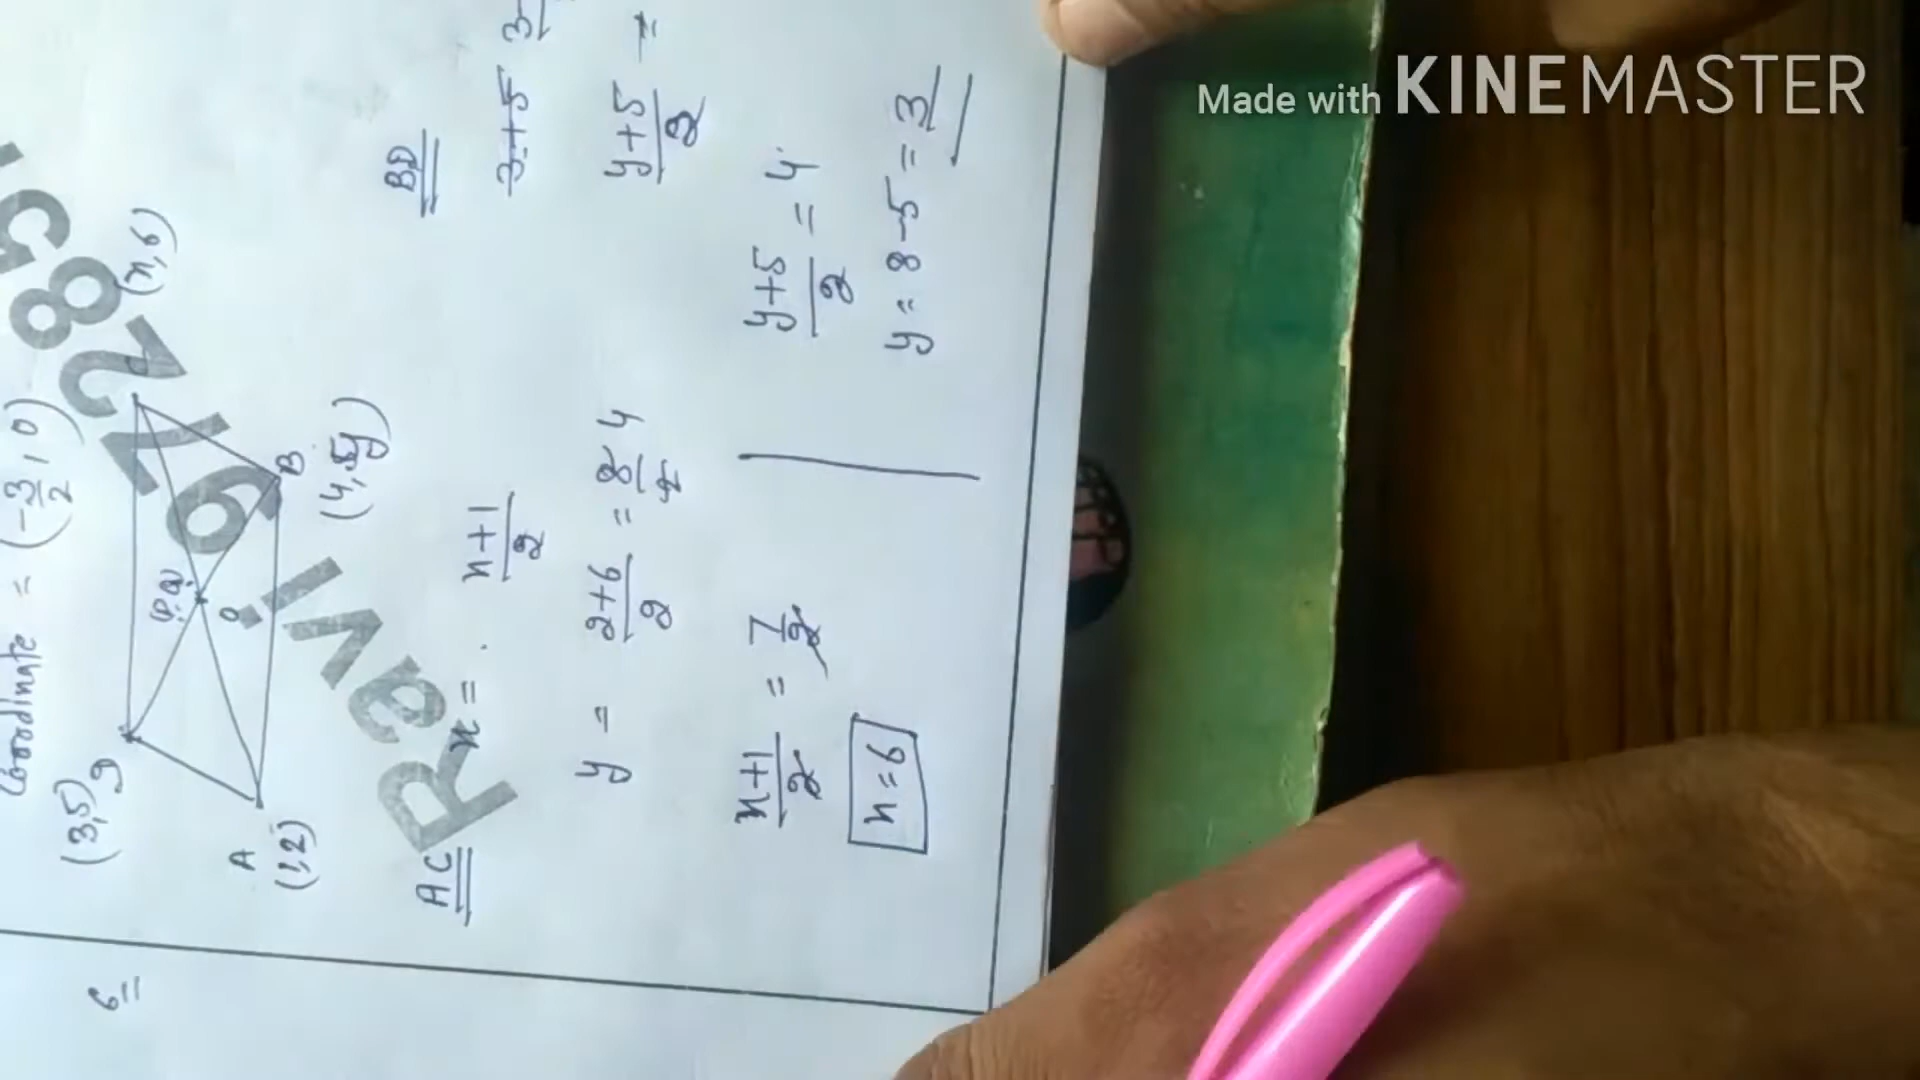 Coordinate = (-3/2, 0)
6
(3,5)
(x,6)
(P,Q)
O
A
(1,2)
B
(4,y)
AC
x = x+1/2
y = 2+6/2 = 8/2 4
x+1/2 = 7/2
x=6
BD
3+5
y+5/2 =
y+5/2 = 4
y = 8-5 = 3
Ravi 97285
Made with KINEMASTER